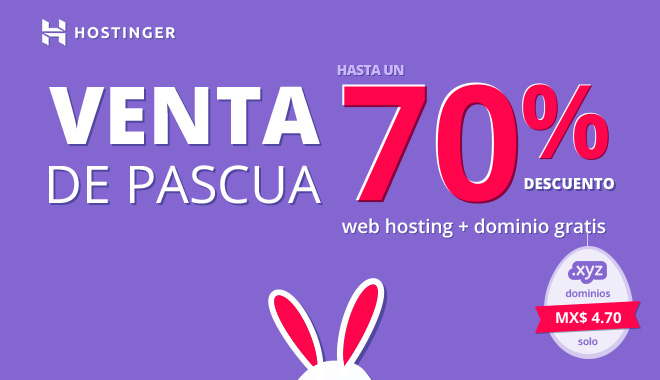 HOSTINGER
VENTA
DE PASCUA
HASTA UN
70%
DESCUENTO
web hosting + dominio gratis
.xyz
dominios
MX$ 4.70
solo